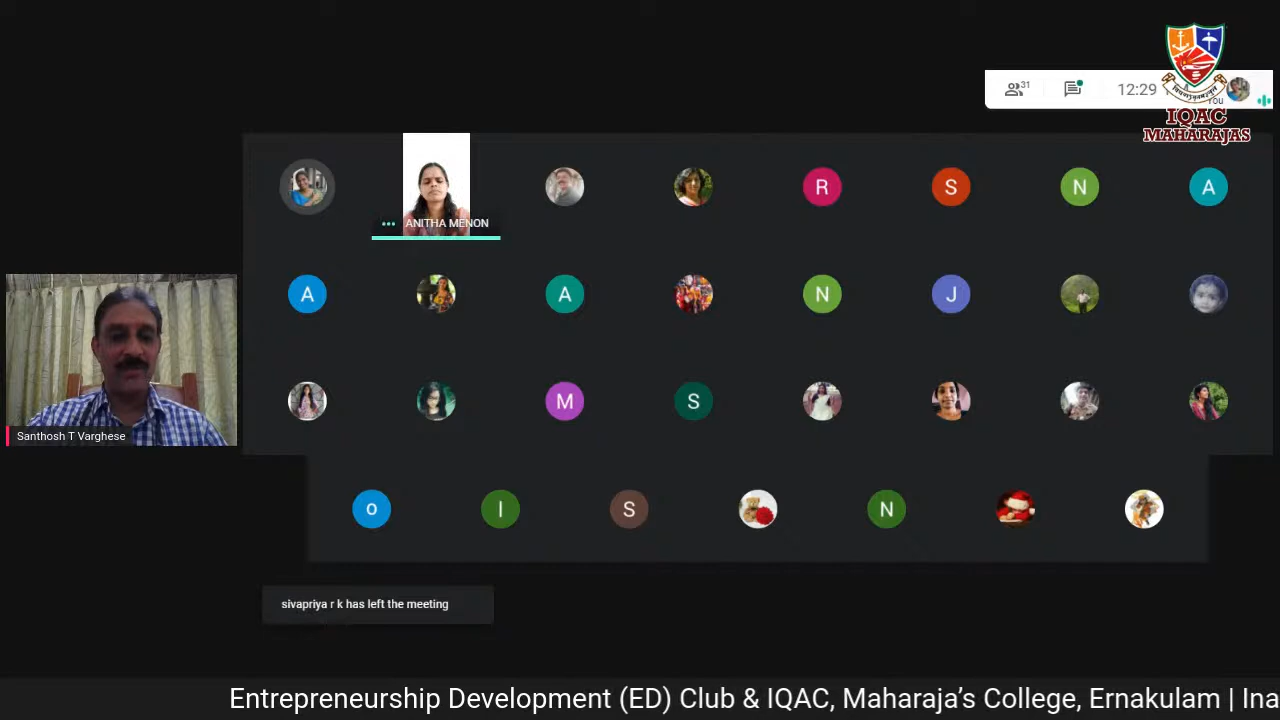 31
12:29
You
IQAC
MAHARAJAS
R
S
N
A
ANITHA MENON
A
A
N
J
Santhosh T Varghese
M
S
o
I
S
N
sivapriya r k has left the meeting
Entrepreneurship Development (ED) Club & IQAC, Maharaja’s College, Ernakulam | Ina